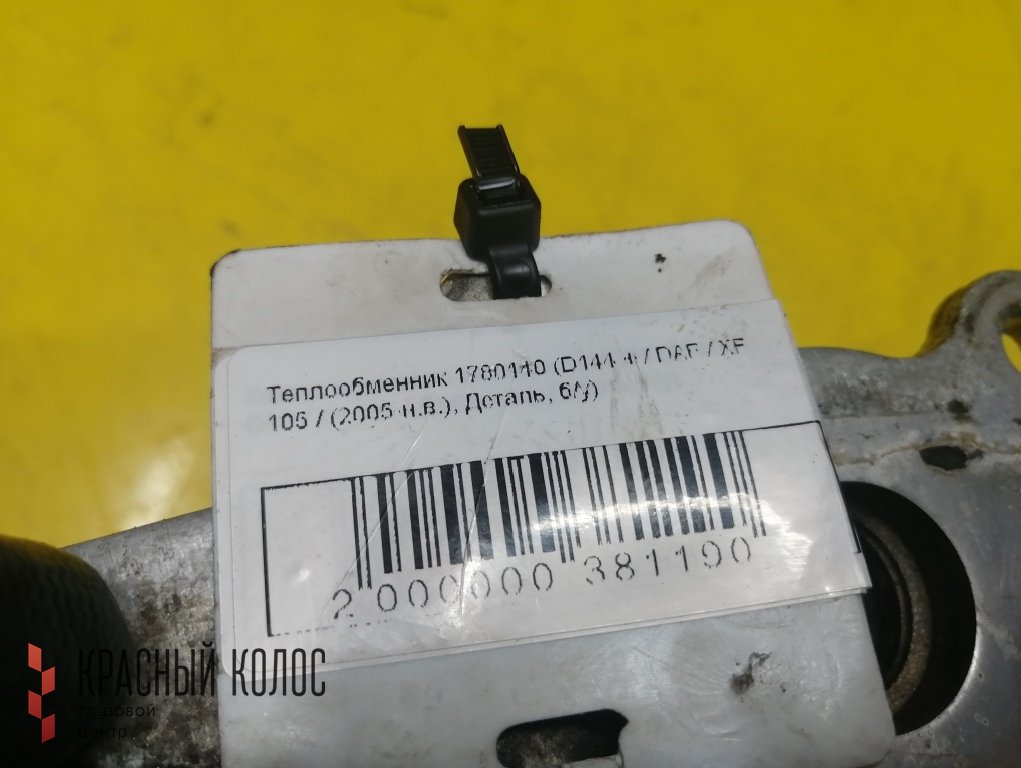 Теплообменник 1780140 (D144-4 / DAF / XF
105 / (2005-н.в.), Деталь, б/у)
2 000000 381190
КРАСНЫЙ КОЛОС
грузовой
центр